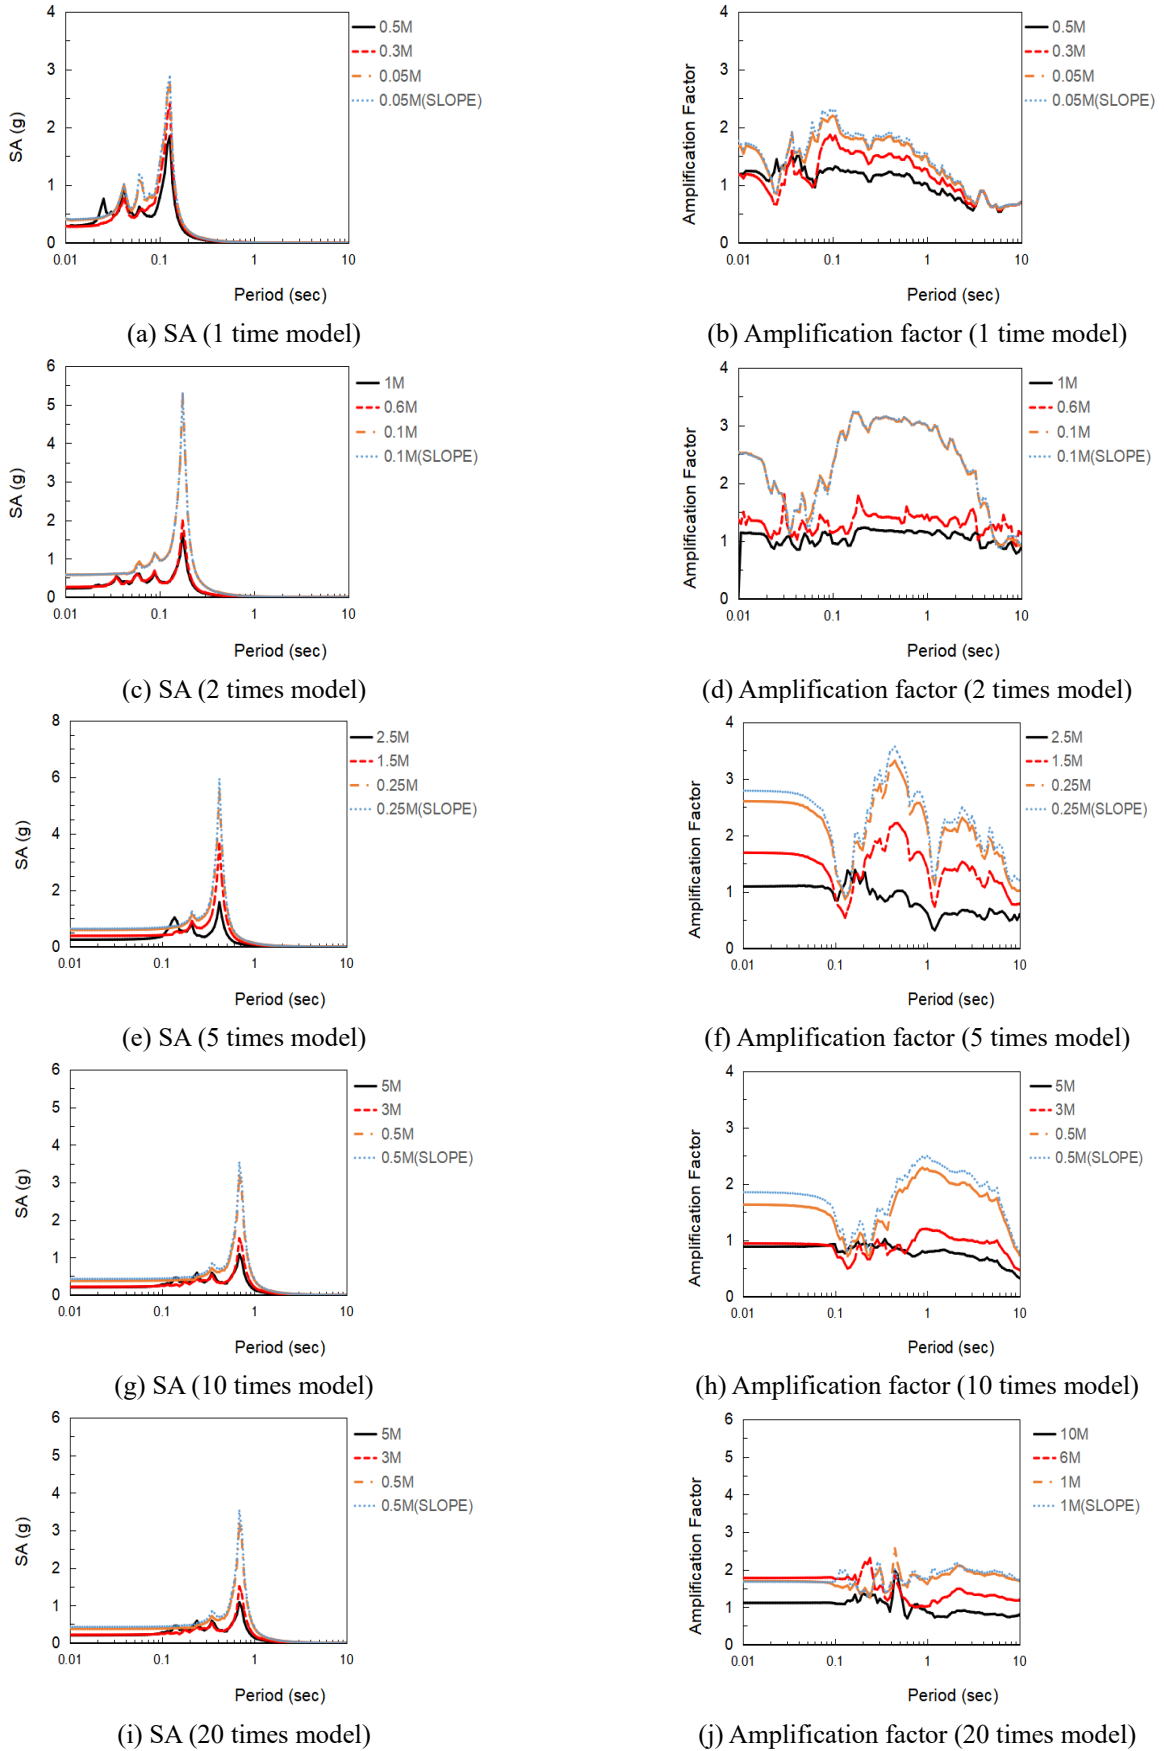 4
3
2
1
0
0.01
0.1
1
10
SA (g)
Period (sec)
0.5M
0.3M
0.05M
0.05M(SLOPE)
(a) SA (1 time model)
4
3
2
1
0
0.01
0.1
1
10
Amplification Factor
Period (sec)
0.5M
0.3M
0.05M
0.05M(SLOPE)
(b) Amplification factor (1 time model)
6
5
4
3
2
1
0
0.01
0.1
1
10
SA (g)
Period (sec)
1M
0.6M
0.1M
0.1M(SLOPE)
(c) SA (2 times model)
4
3
2
1
0
0.01
0.1
1
10
Amplification Factor
Period (sec)
1M
0.6M
0.1M
0.1M(SLOPE)
(d) Amplification factor (2 times model)
8
6
4
2
0
0.01
0.1
1
10
SA (g)
Period (sec)
2.5M
1.5M
0.25M
0.25M(SLOPE)
(e) SA (5 times model)
4
3
2
1
0
0.01
0.1
1
10
Amplification Factor
Period (sec)
2.5M
1.5M
0.25M
0.25M(SLOPE)
(f) Amplification factor (5 times model)
6
5
4
3
2
1
0
0.01
0.1
1
10
SA (g)
Period (sec)
5M
3M
0.5M
0.5M(SLOPE)
(g) SA (10 times model)
4
3
2
1
0
0.01
0.1
1
10
Amplification Factor
Period (sec)
5M
3M
0.5M
0.5M(SLOPE)
(h) Amplification factor (10 times model)
6
5
4
3
2
1
0
0.01
0.1
1
10
SA (g)
Period (sec)
5M
3M
0.5M
0.5M(SLOPE)
(i) SA (20 times model)
6
5
4
3
2
1
0
0.01
0.1
1
10
Amplification Factor
Period (sec)
10M
6M
1M
1M(SLOPE)
(j) Amplification factor (20 times model)